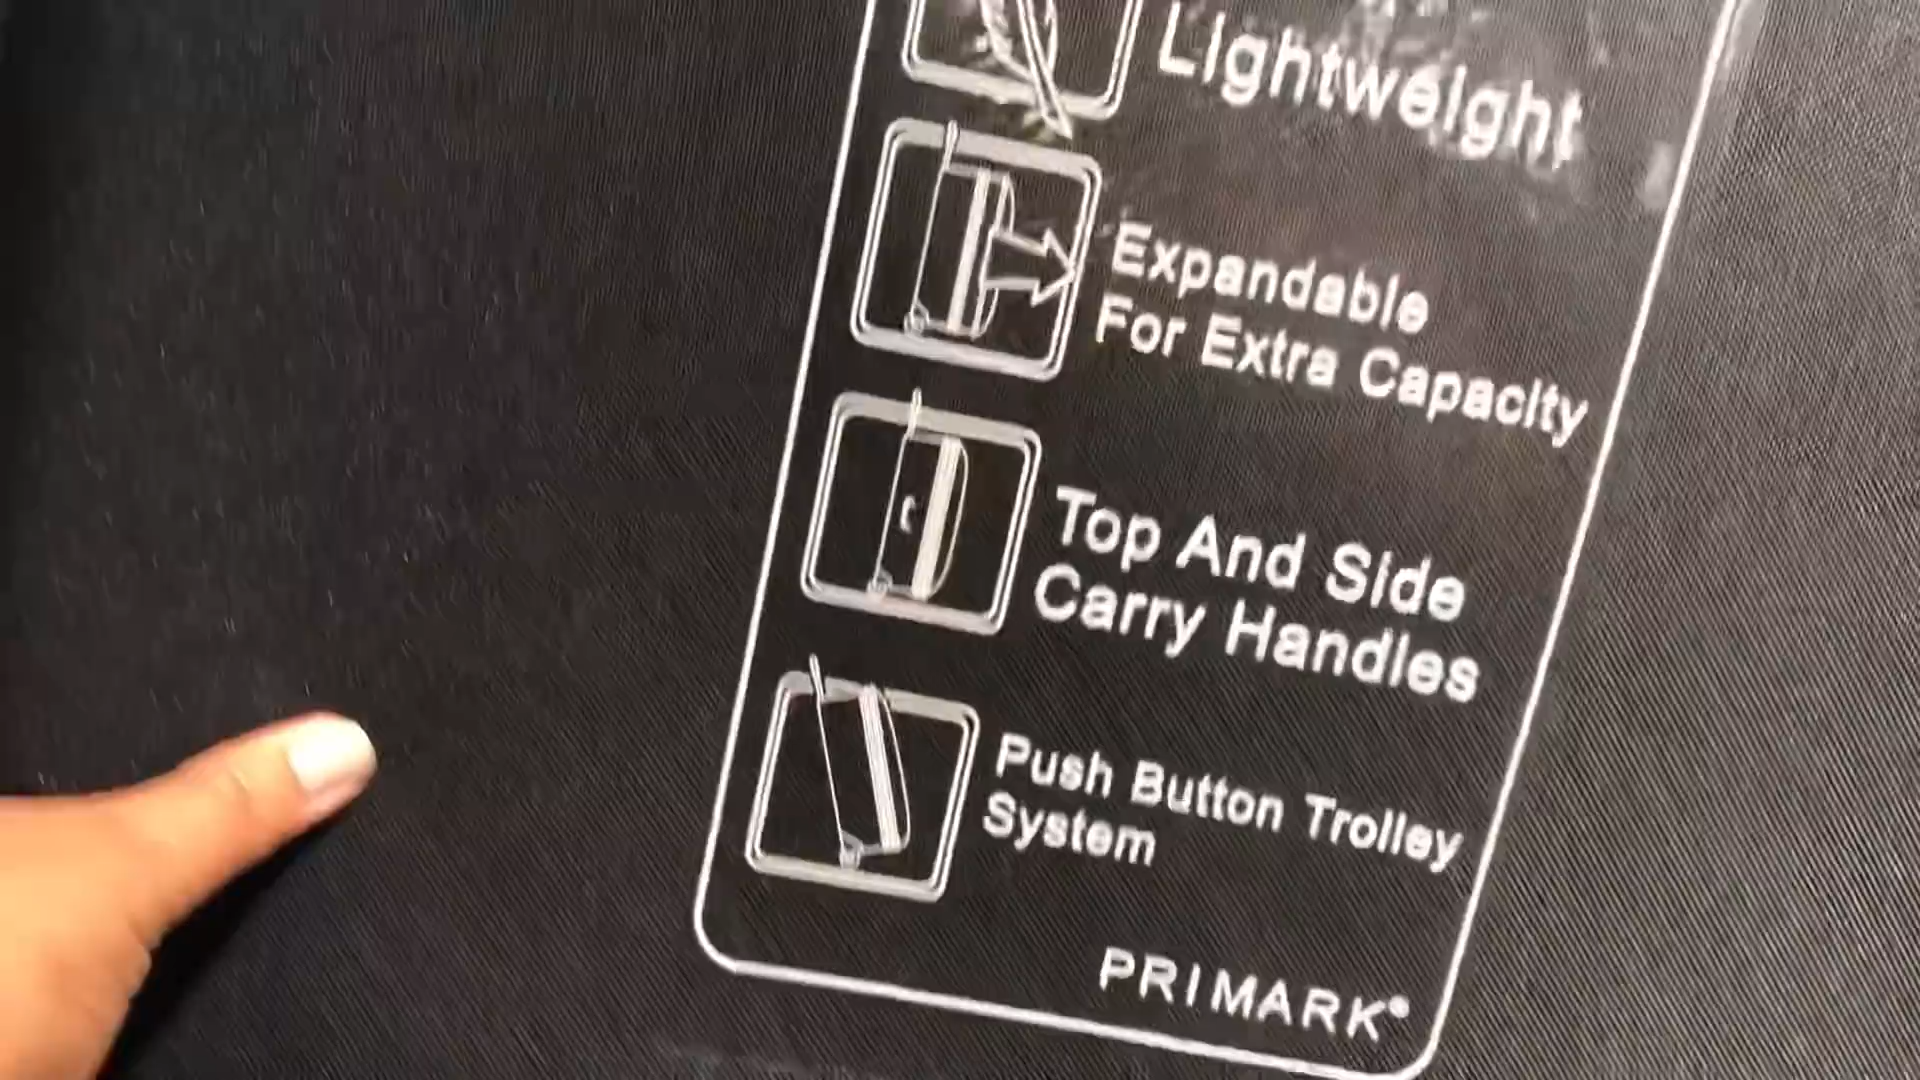 Lightweight
Expandable
For Extra Capacity
Top And Side
Carry Handles
Push Button Trolley
System
PRIMARK®